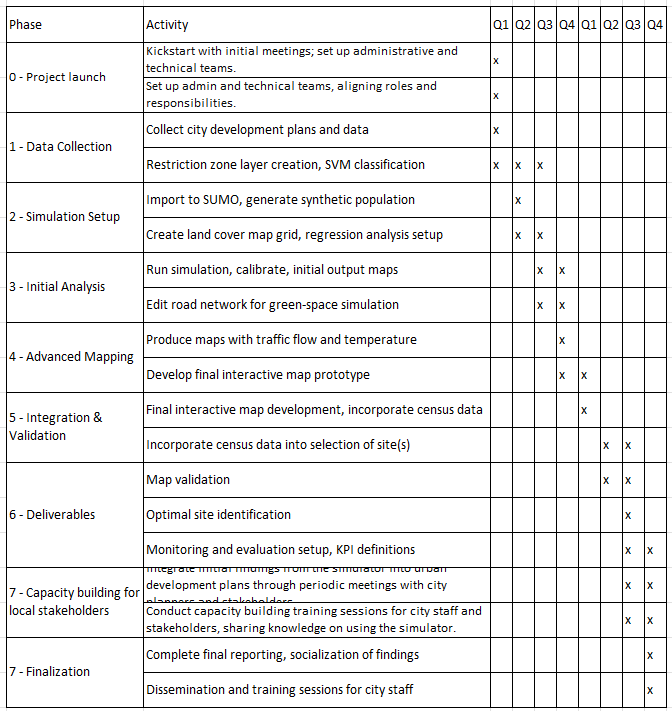 Phase Activity Q1 Q2 Q3 Q4 Q1 Q2 Q3 Q4
0 - Project launch
Kickstart with initial meetings; set up administrative and
technical teams. x
Set up admin and technical teams, aligning roles and
responsibilities. x
1 - Data Collection
Collect city development plans and data x
Restriction zone layer creation, SVM classification x x x
2 - Simulation Setup
Import to SUMO, generate synthetic population x
Create land cover map grid, regression analysis setup x x
3 - Initial Analysis
Run simulation, calibrate, initial output maps x x
Edit road network for green-space simulation x x
4 - Advanced Mapping
Produce maps with traffic flow and temperature x
Develop final interactive map prototype x x
5 - Integration &
Validation
Final interactive map development, incorporate census data x
Incorporate census data into selection of site(s) x x
6 - Deliverables
Map validation x x
Optimal site identification x
Monitoring and evaluation setup, KPI definitions x x
7 - Capacity building for
local stakeholders
Integrate initial findings from the simulator into urban
development plans through periodic meetings with city
planners and stakeholders x x
Conduct capacity building training sessions for city staff and
stakeholders, sharing knowledge on using the simulator. x x
7 - Finalization
Complete final reporting, socialization of findings x
Dissemination and training sessions for city staff x